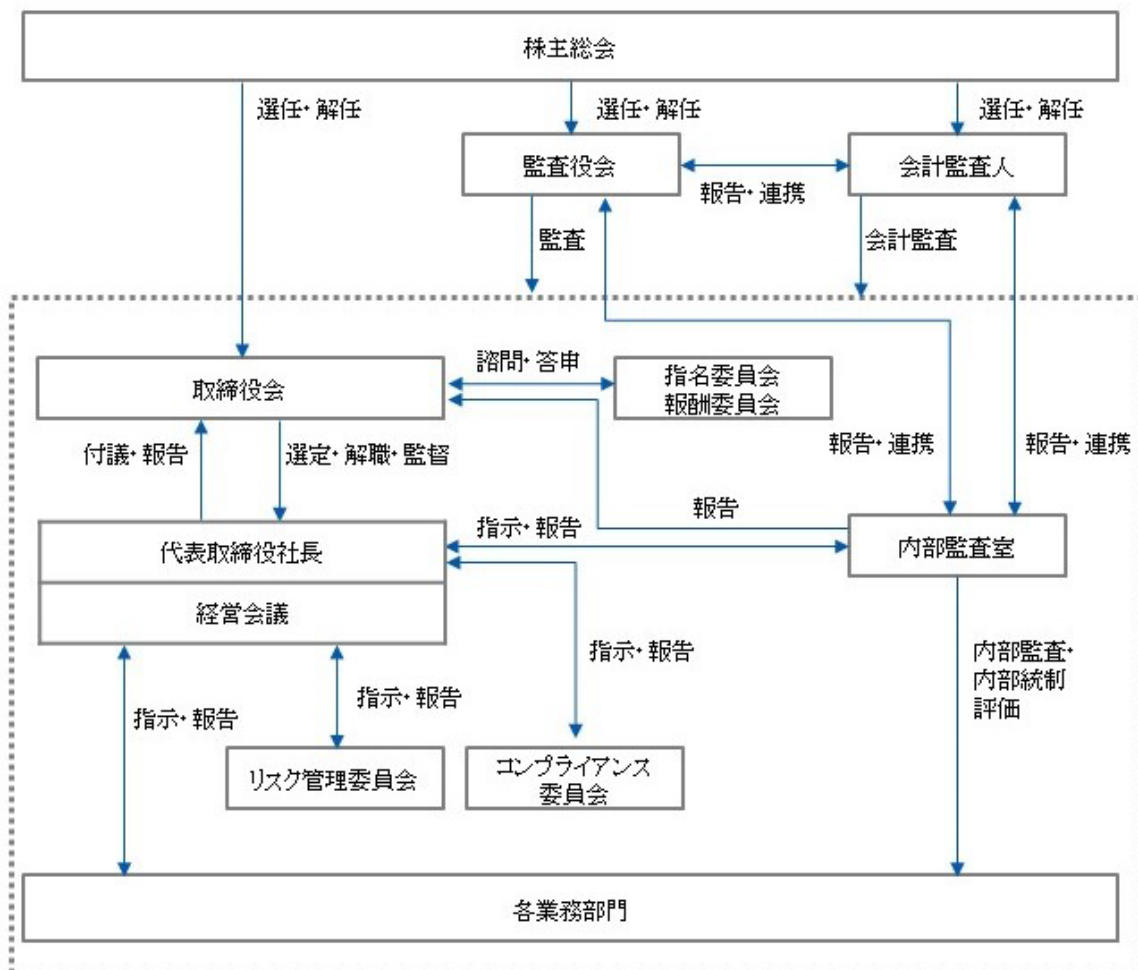 株主総会
選任・解任
選任・解任
選任・解任
監査役会
会計監査人
報告・連携
監査
会計監査
諮問・答申
取締役会
指名委員会
報酬委員会
付議・報告
選定・解職・監督
報告・連携
報告・連携
報告
指示・報告
代表取締役社長
内部監査室
経営会議
指示・報告
内部監査・
内部統制
評価
指示・報告
指示・報告
リスク管理委員会
コンプライアンス
委員会
各業務部門